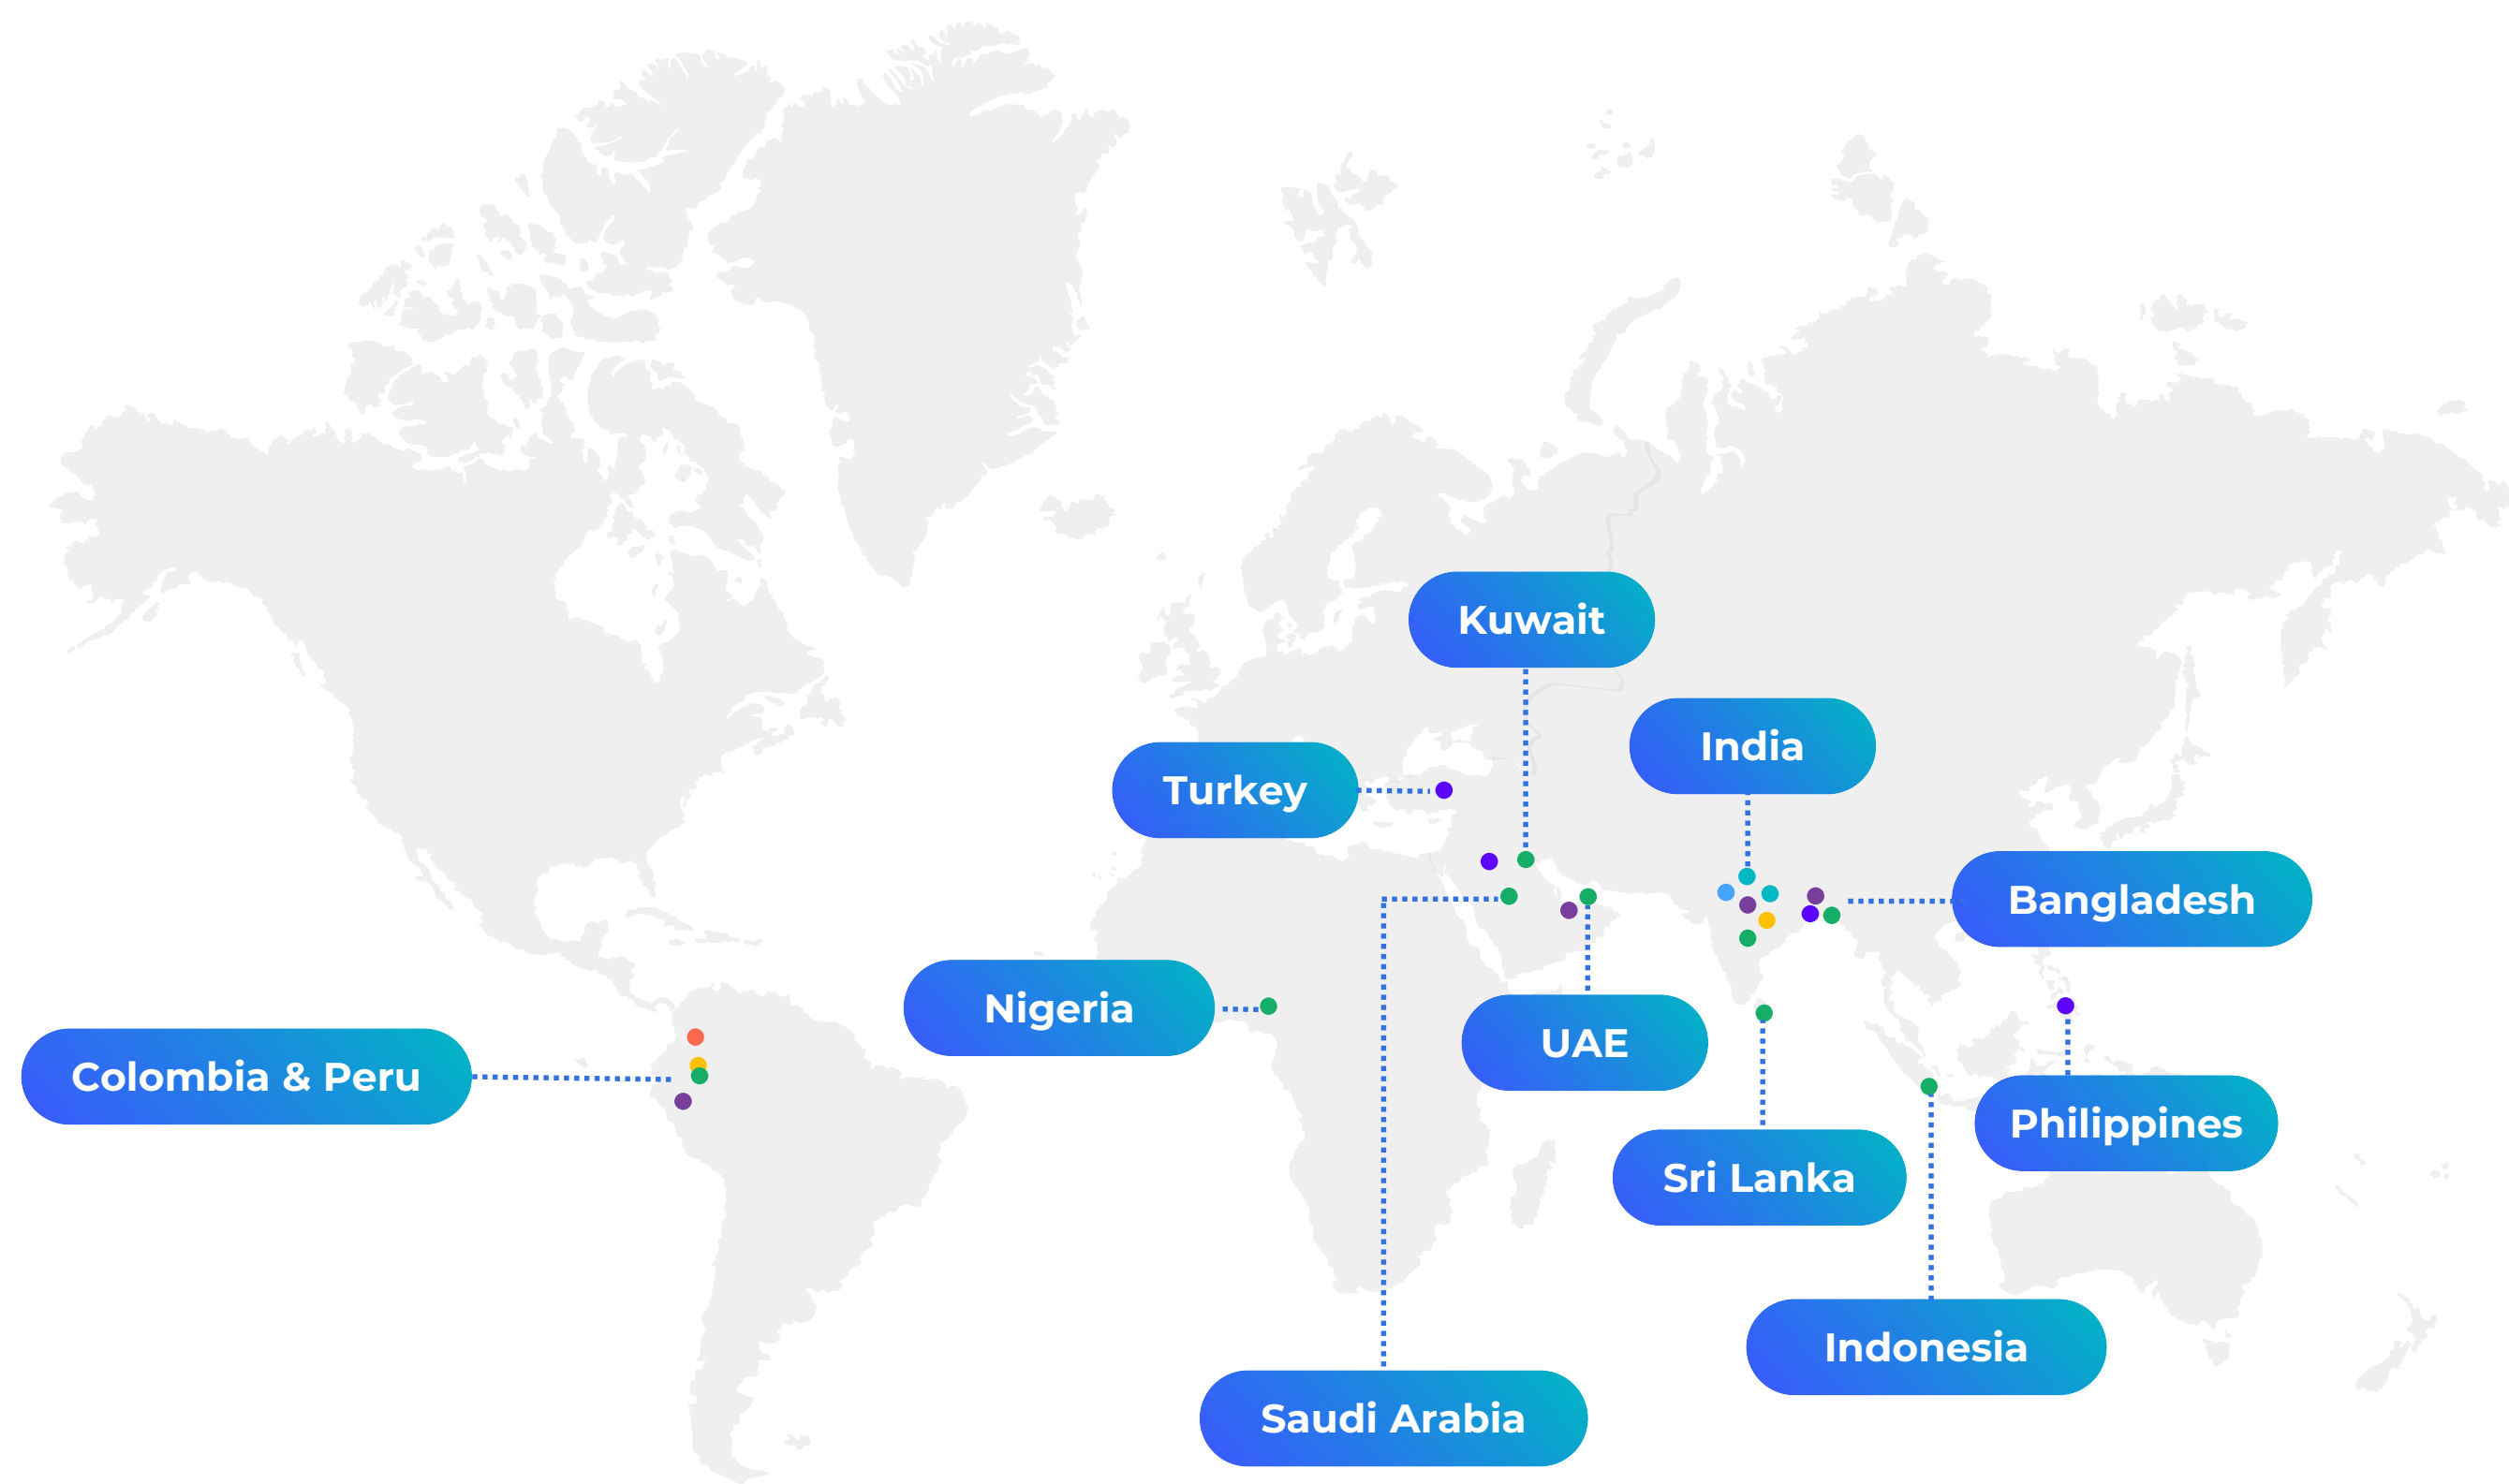 Kuwait
India
Turkey
Bangladesh
Nigeria
UAE
Colombia & Peru
Philippines
Sri Lanka
Indonesia
Saudi Arabia